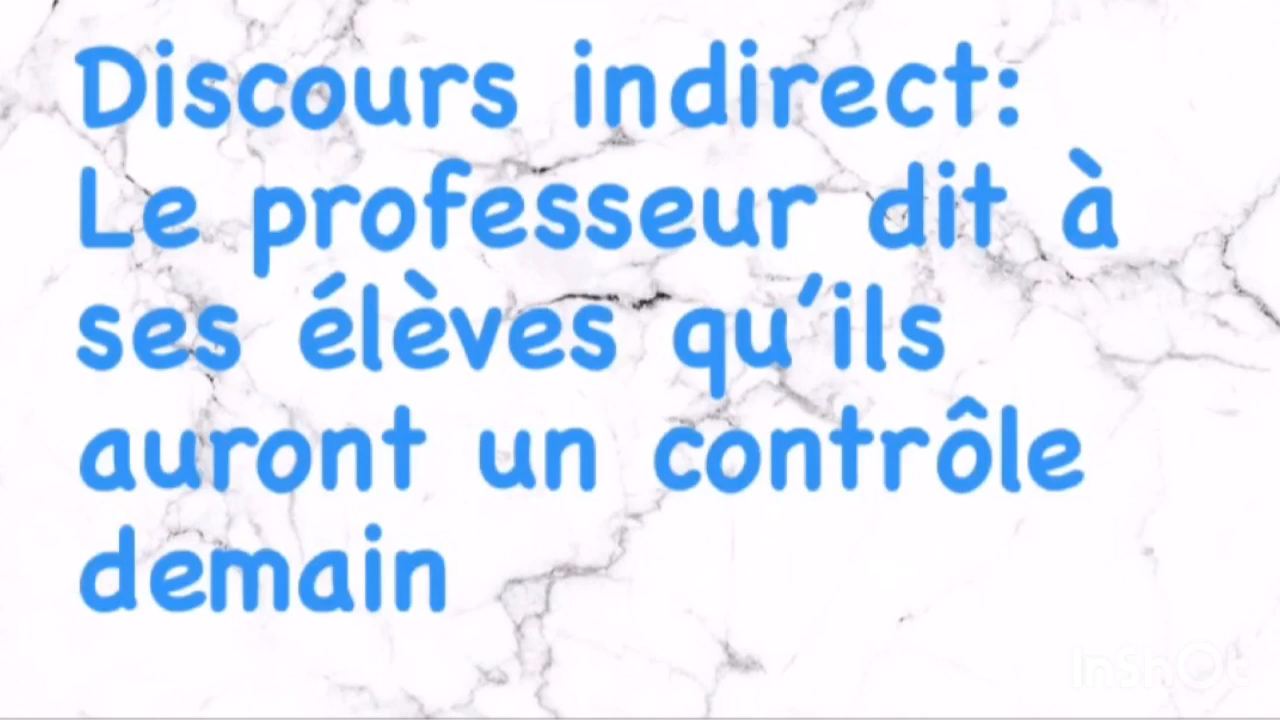 Discours indirect:
Le professeur dit à
ses élèves qu'ils
auront un contrôle
demain
InShOt